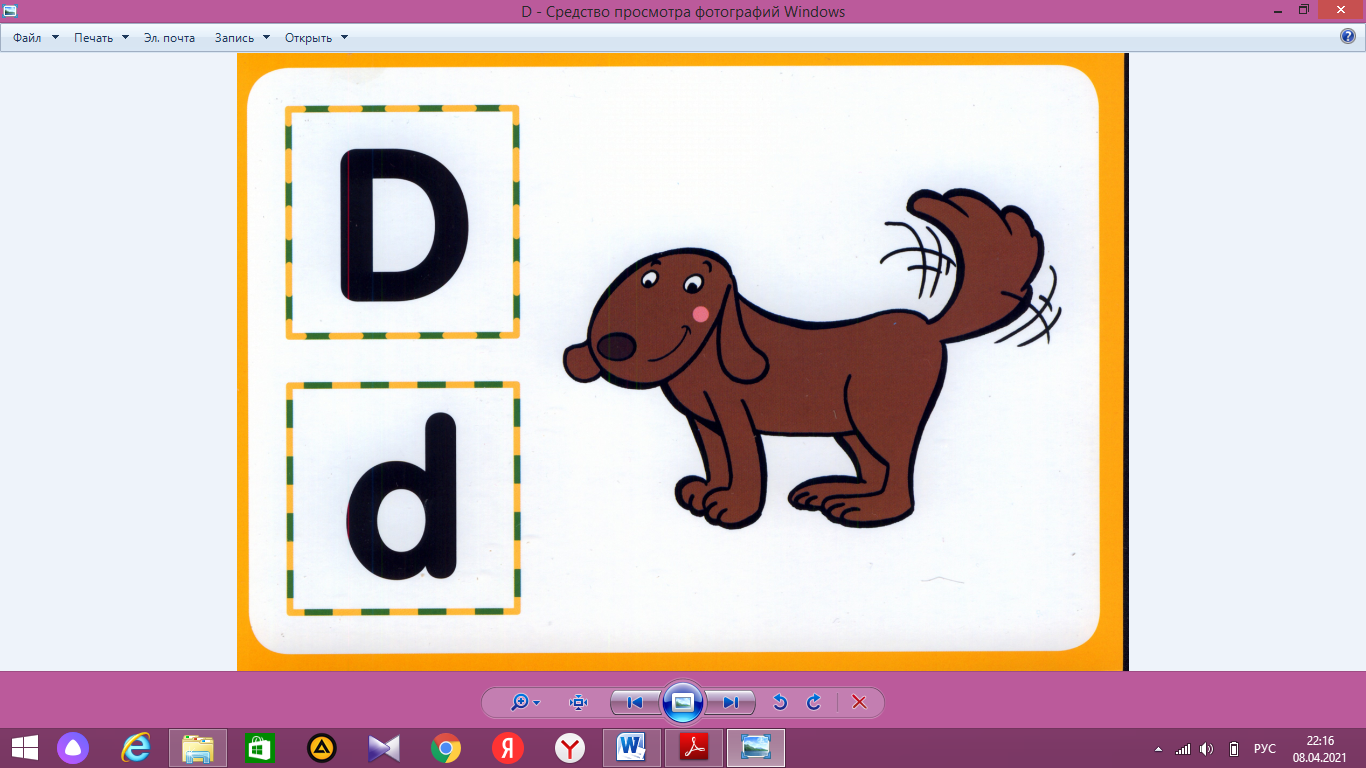 D - Средство просмотра фотографий Windows
Файл Печать Эл. почта Запись Открыть
D
d
РУС
22:16
08.04.2021